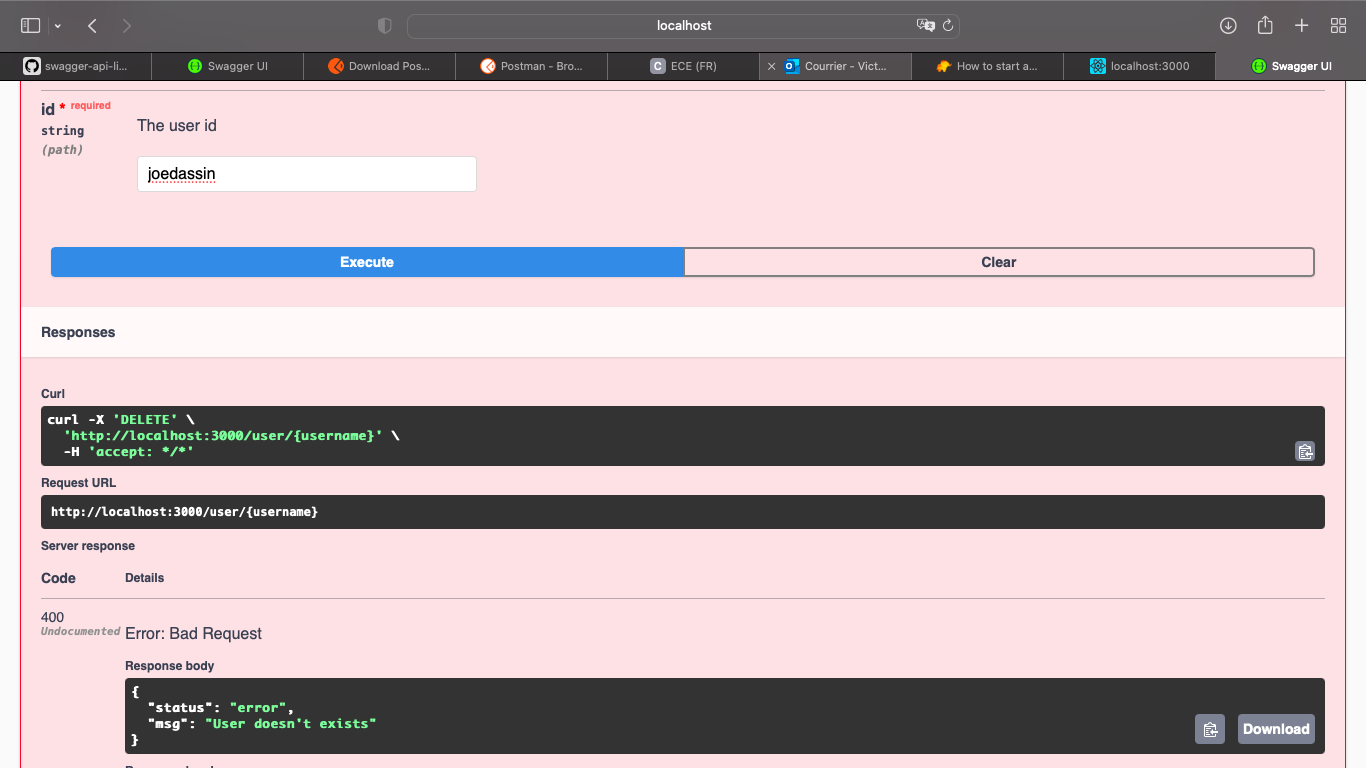 localhost
swagger-api-li...
Swagger UI
Download Pos...
Postman - Bro...
C ECE (FR)
Courrier - Vict...
How to start a...
localhost:3000
Swagger UI
id * required
string
(path)
The user id
joedassin
Execute
Clear
Responses
Curl
curl -X 'DELETE' \
'http://localhost:3000/user/{username}' \
-H 'accept: */*'
Request URL
http://localhost:3000/user/{username}
Server response
Code Details
400
Undocumented
Error: Bad Request
Response body
{
"status": "error",
"msg": "User doesn't exists"
}
Download